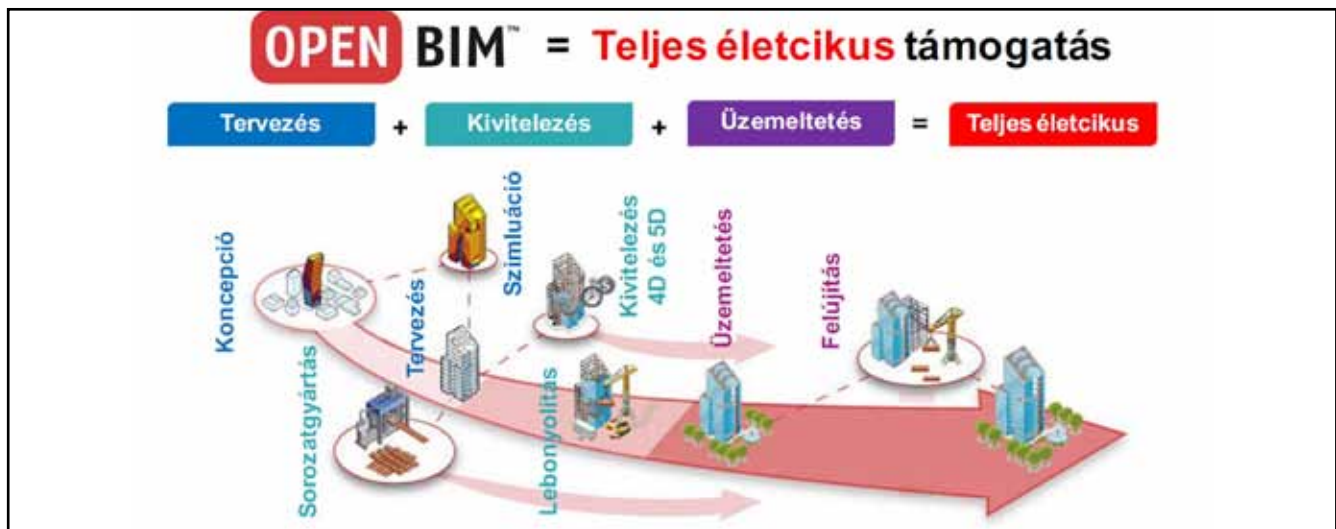 OPEN BIM™ = Teljes életcikus támogatás
Tervezés + Kivitelezés + Üzemeltetés = Teljes életcikus
Koncepció
Sorozatgyártás
Tervezés
Szímluáció
Lebonyolítás
Kivitelezés
4D és 5D
Üzemeltetés
Felújítás